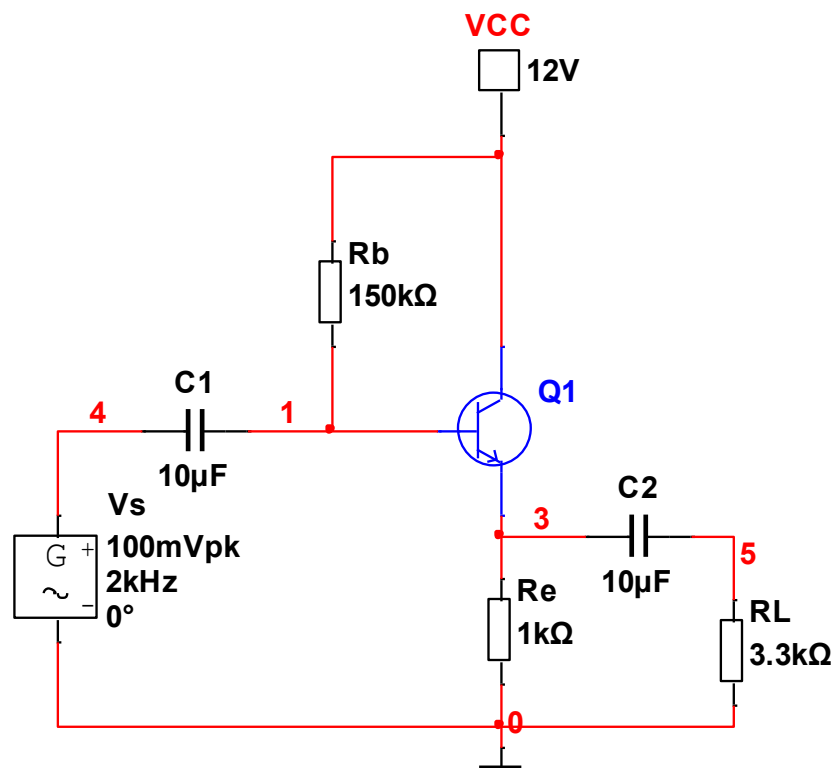 VCC
12V
Rb
150kΩ
C1
4
1
10µF
Q1
Vs
100mVpk
2kHz
0°
G
+
−
3
C2
10µF
5
Re
1kΩ
RL
3.3kΩ
0